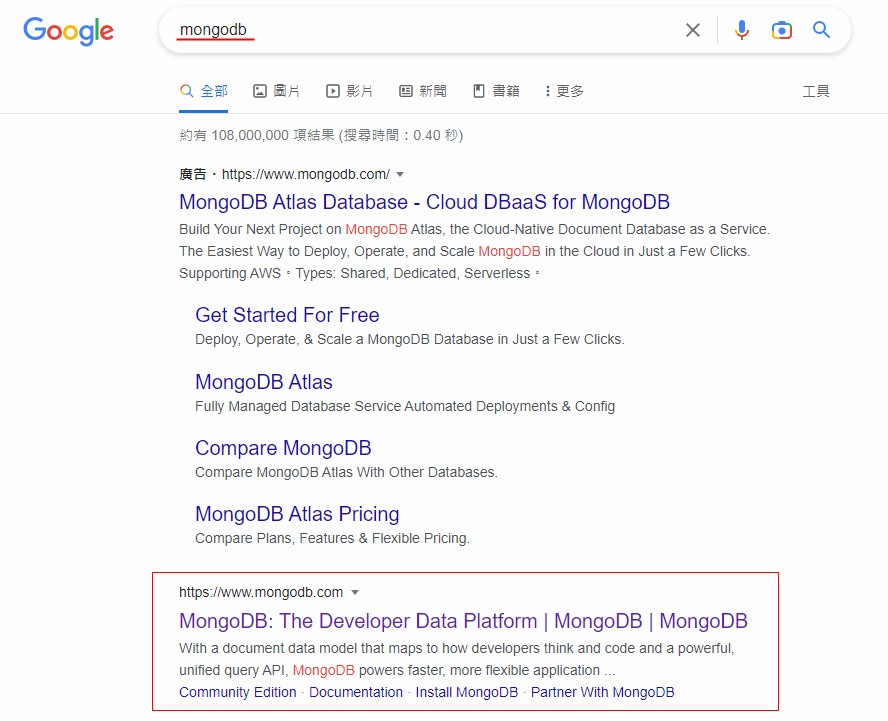 Google
mongodb
全部 圖片 影片 新聞 書籍 更多 工具
約有 108,000,000 項結果 (搜尋時間：0.40 秒)
廣告・https://www.mongodb.com/
MongoDB Atlas Database - Cloud DBaaS for MongoDB
Build Your Next Project on MongoDB Atlas, the Cloud-Native Document Database as a Service.
The Easiest Way to Deploy, Operate, and Scale MongoDB in the Cloud in Just a Few Clicks.
Supporting AWS。Types: Shared, Dedicated, Serverless。
Get Started For Free
Deploy, Operate, & Scale a MongoDB Database in Just a Few Clicks.
MongoDB Atlas
Fully Managed Database Service Automated Deployments & Config
Compare MongoDB
Compare MongoDB Atlas With Other Databases.
MongoDB Atlas Pricing
Compare Plans, Features & Flexible Pricing.
https://www.mongodb.com
MongoDB: The Developer Data Platform | MongoDB | MongoDB
With a document data model that maps to how developers think and code and a powerful,
unified query API, MongoDB powers faster, more flexible application ...
Community Edition · Documentation · Install MongoDB · Partner With MongoDB